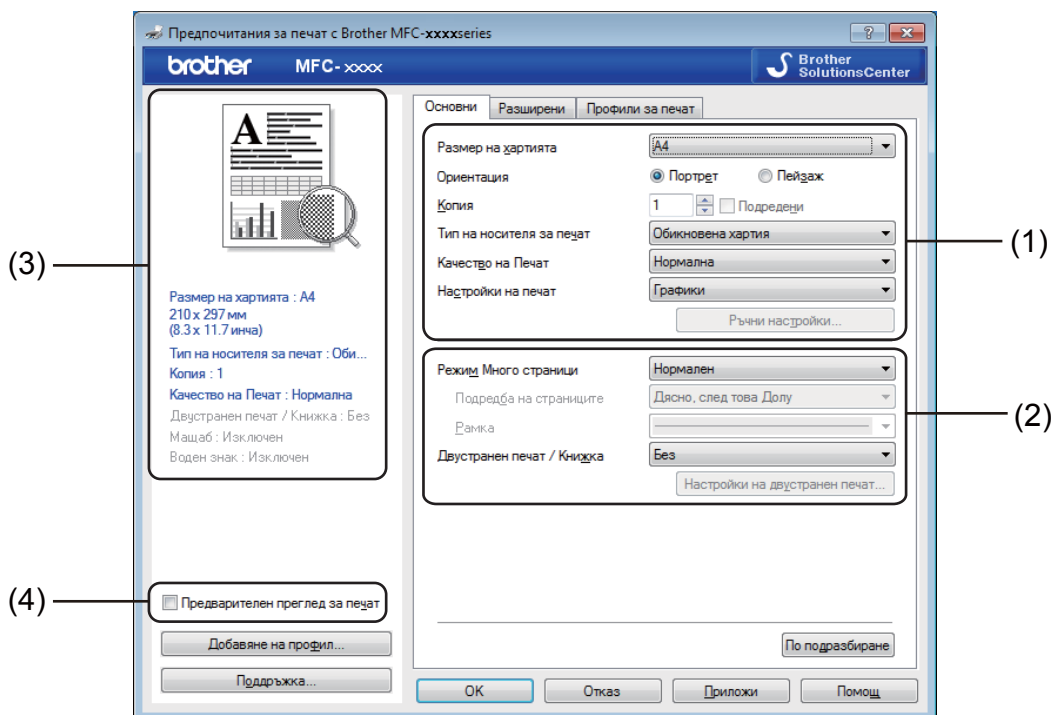 Предпочитания за печат с Brother MFC-xxxxseries
brother MFC- xxxx
Brother
SolutionsCenter
A
Размер на хартията : A4
210 x 297 мм
(8.3 x 11.7 инча)
Тип на носителя за печат : Оби...
Копия : 1
Качество на Печат : Нормална
Двустранен печат / Книжка : Без
Мащаб : Изключен
Воден знак : Изключен
(3)
Предварителен преглед за печат
(4)
Добавяне на профил...
Поддръжка...
Основни Разширени Профили за печат
Размер на хартията A4
Ориентация Портрет Пейзаж
Копия 1 Подредени
Тип на носителя за печат Обикновена хартия
Качество на Печат Нормална
Настройки на печат Графики
Ръчни настройки...
(1)
Режим Много страници Нормален
Подредба на страниците Дясно, след това Долу
Рамка
Двустранен печат / Книжка Без
Настройки на двустранен печат...
(2)
По подразбиране
OK Отказ Приложи Помощ